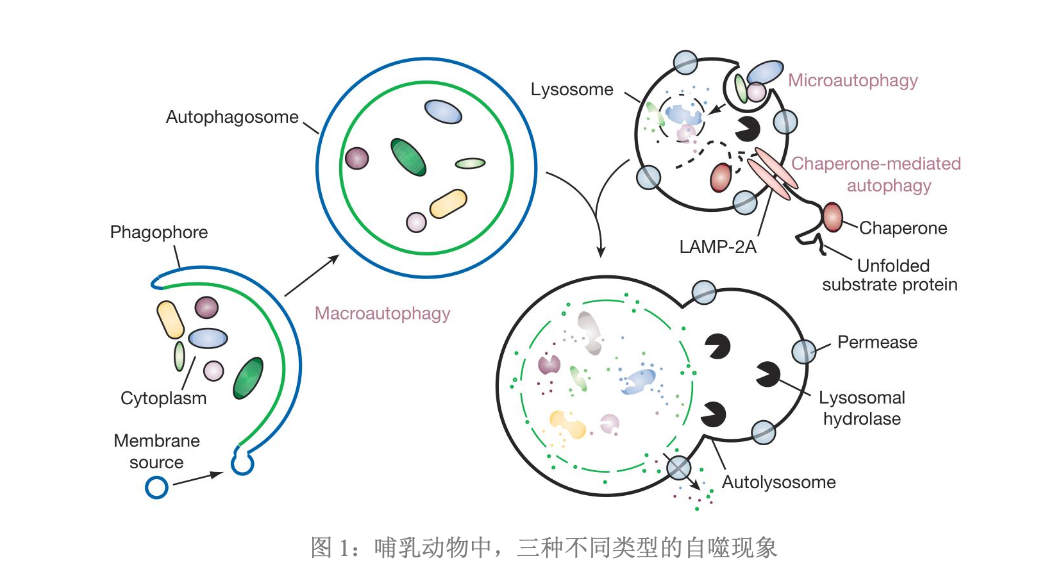 Lysosome
Microautophagy
Autophagosome
Chaperone-mediated
autophagy
Phagophore
Chaperone
LAMP-2A
Unfolded
substrate protein
Macroautophagy
Permease
Cytoplasm
Lysosomal
hydrolase
Membrane
source
Autolysosome
图 1：哺乳动物中，三种不同类型的自噬现象